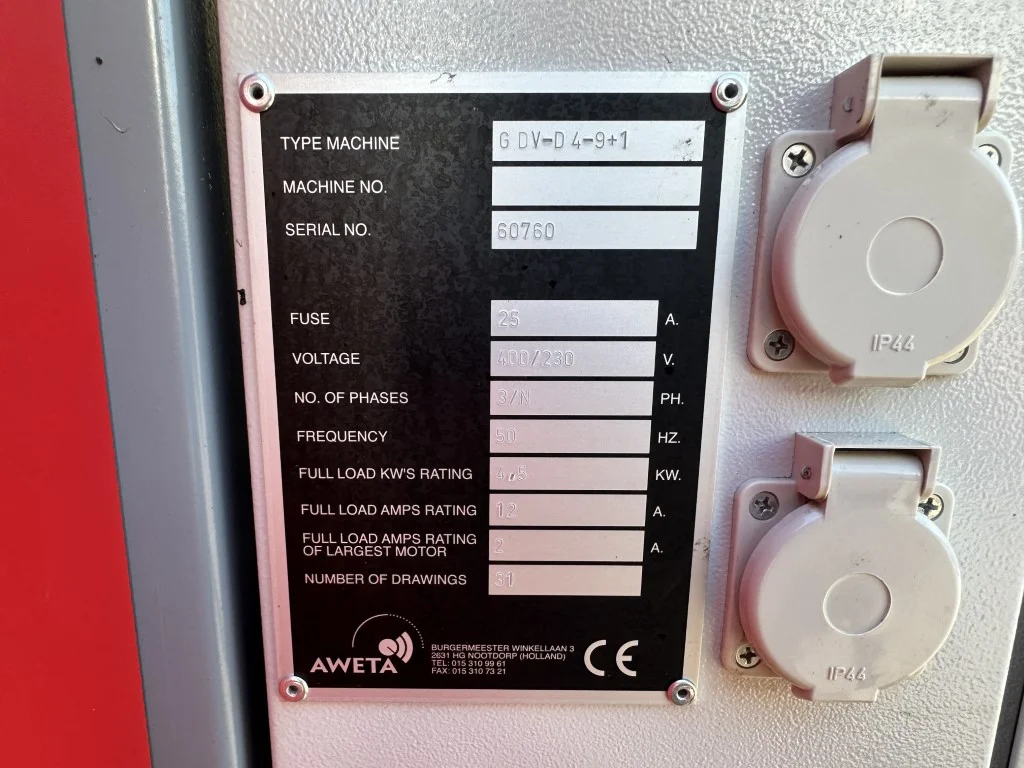 TYPE MACHINE G DV-D 4-9+1
MACHINE NO.
SERIAL NO. 60760
FUSE 25 A.
VOLTAGE 400/230 V.
NO. OF PHASES 3/N PH.
FREQUENCY 50 HZ.
FULL LOAD KW'S RATING 4,5 KW.
FULL LOAD AMPS RATING 12 A.
FULL LOAD AMPS RATING
OF LARGEST MOTOR 2 A.
NUMBER OF DRAWINGS 31
AWETA
BURGERMEESTER WINKELLAAN 3
2631 HG NOOTDORP (HOLLAND)
TEL: 015 310 99 61
FAX: 015 310 73 21
CE
IP44
IP44